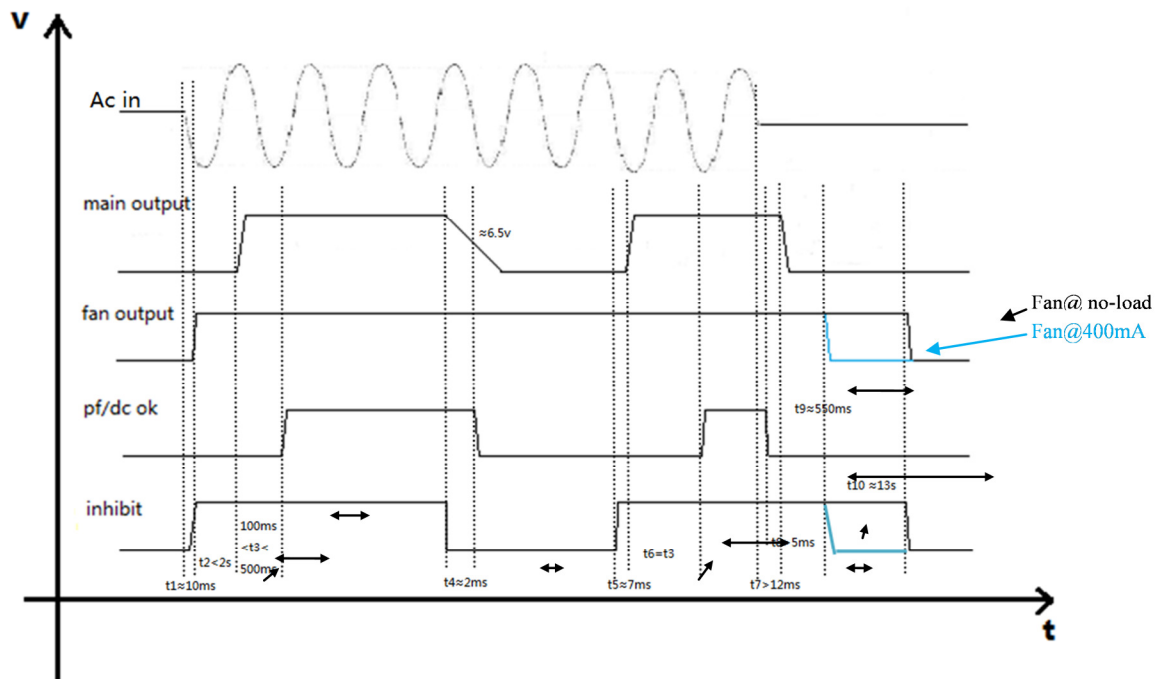 V
Ac in
main output
≈6.5v
fan output
Fan@ no-load
Fan@400mA
pf/dc ok
t9≈550ms
t10 ≈13s
inhibit
100ms
<t3<
500ms
t2<2s
t6=t3
5ms
t1≈10ms
t4≈2ms
t5≈7ms
t7>12ms
t